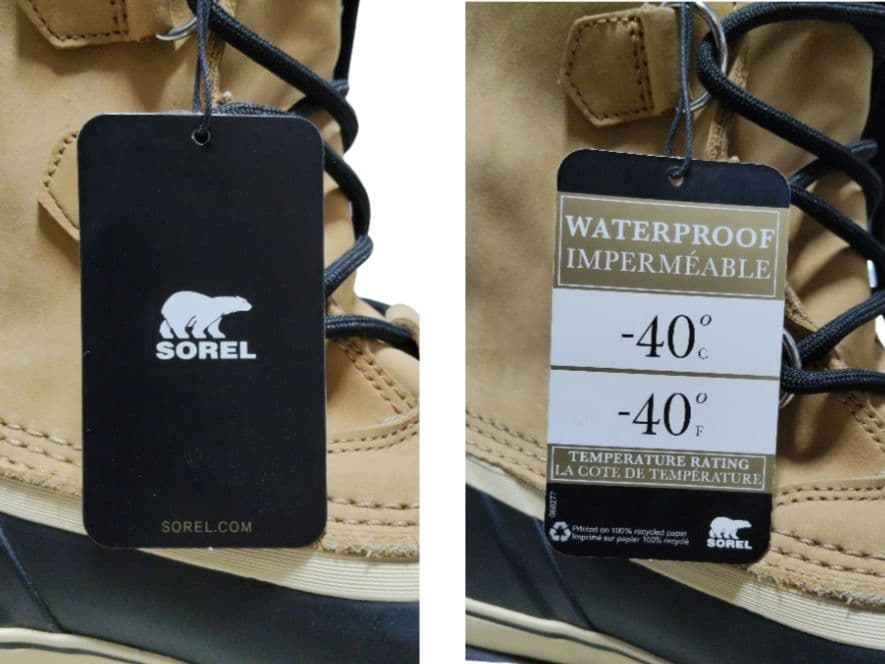 SOREL
SOREL.COM
WATERPROOF
IMPERMÉABLE
-40° C
-40° F
TEMPERATURE RATING
LA COTE DE TEMPÉRATURE
Printed on 100% recycled paper
Imprimé sur papier 100% recyclé
SOREL